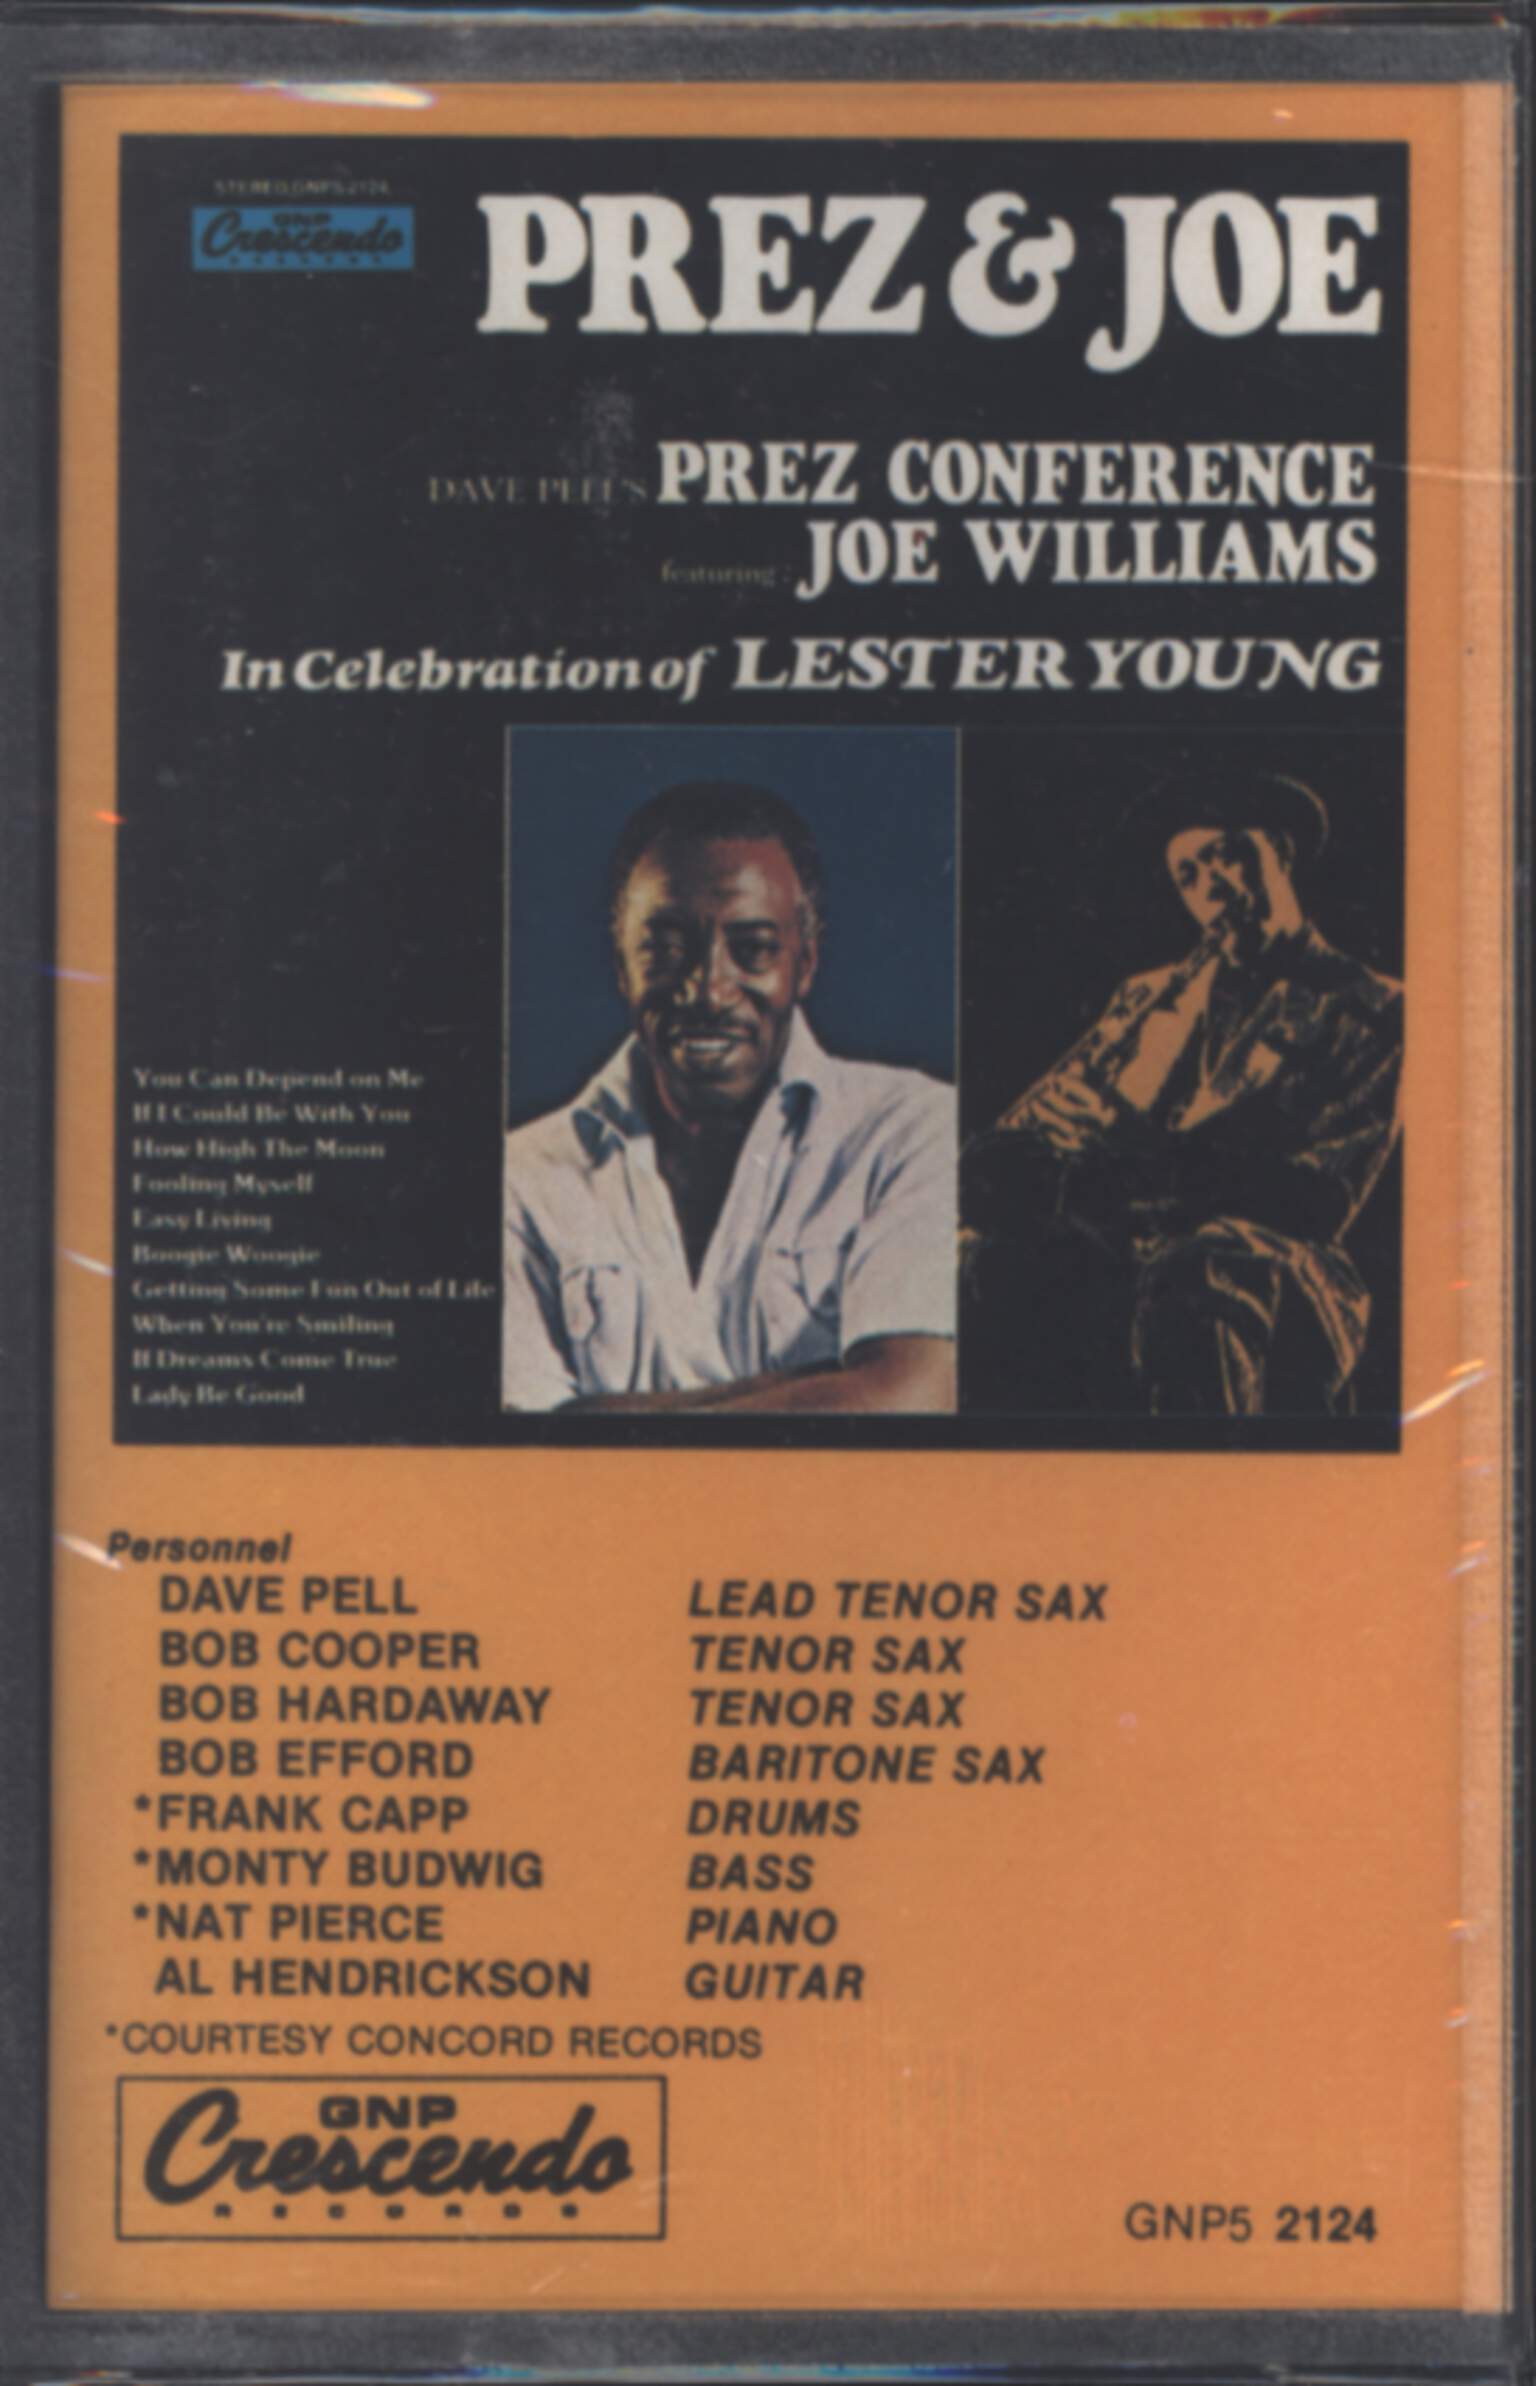 STEREO GNPS 2124
GNP
Crescendo
RECORDS
PREZ & JOE
DAVE PELL'S PREZ CONFERENCE
featuring: JOE WILLIAMS
In Celebration of LESTER YOUNG
You Can Depend on Me
If I Could Be With You
How High The Moon
Fooling Myself
Easy Living
Boogie Woogie
Getting Some Fun Out of Life
When You're Smiling
If Dreams Come True
Lady Be Good
Personnel
DAVE PELL LEAD TENOR SAX
BOB COOPER TENOR SAX
BOB HARDAWAY TENOR SAX
BOB EFFORD BARITONE SAX
*FRANK CAPP DRUMS
*MONTY BUDWIG BASS
*NAT PIERCE PIANO
AL HENDRICKSON GUITAR
*COURTESY CONCORD RECORDS
GNP
Crescendo
RECORDS
GNP5 2124